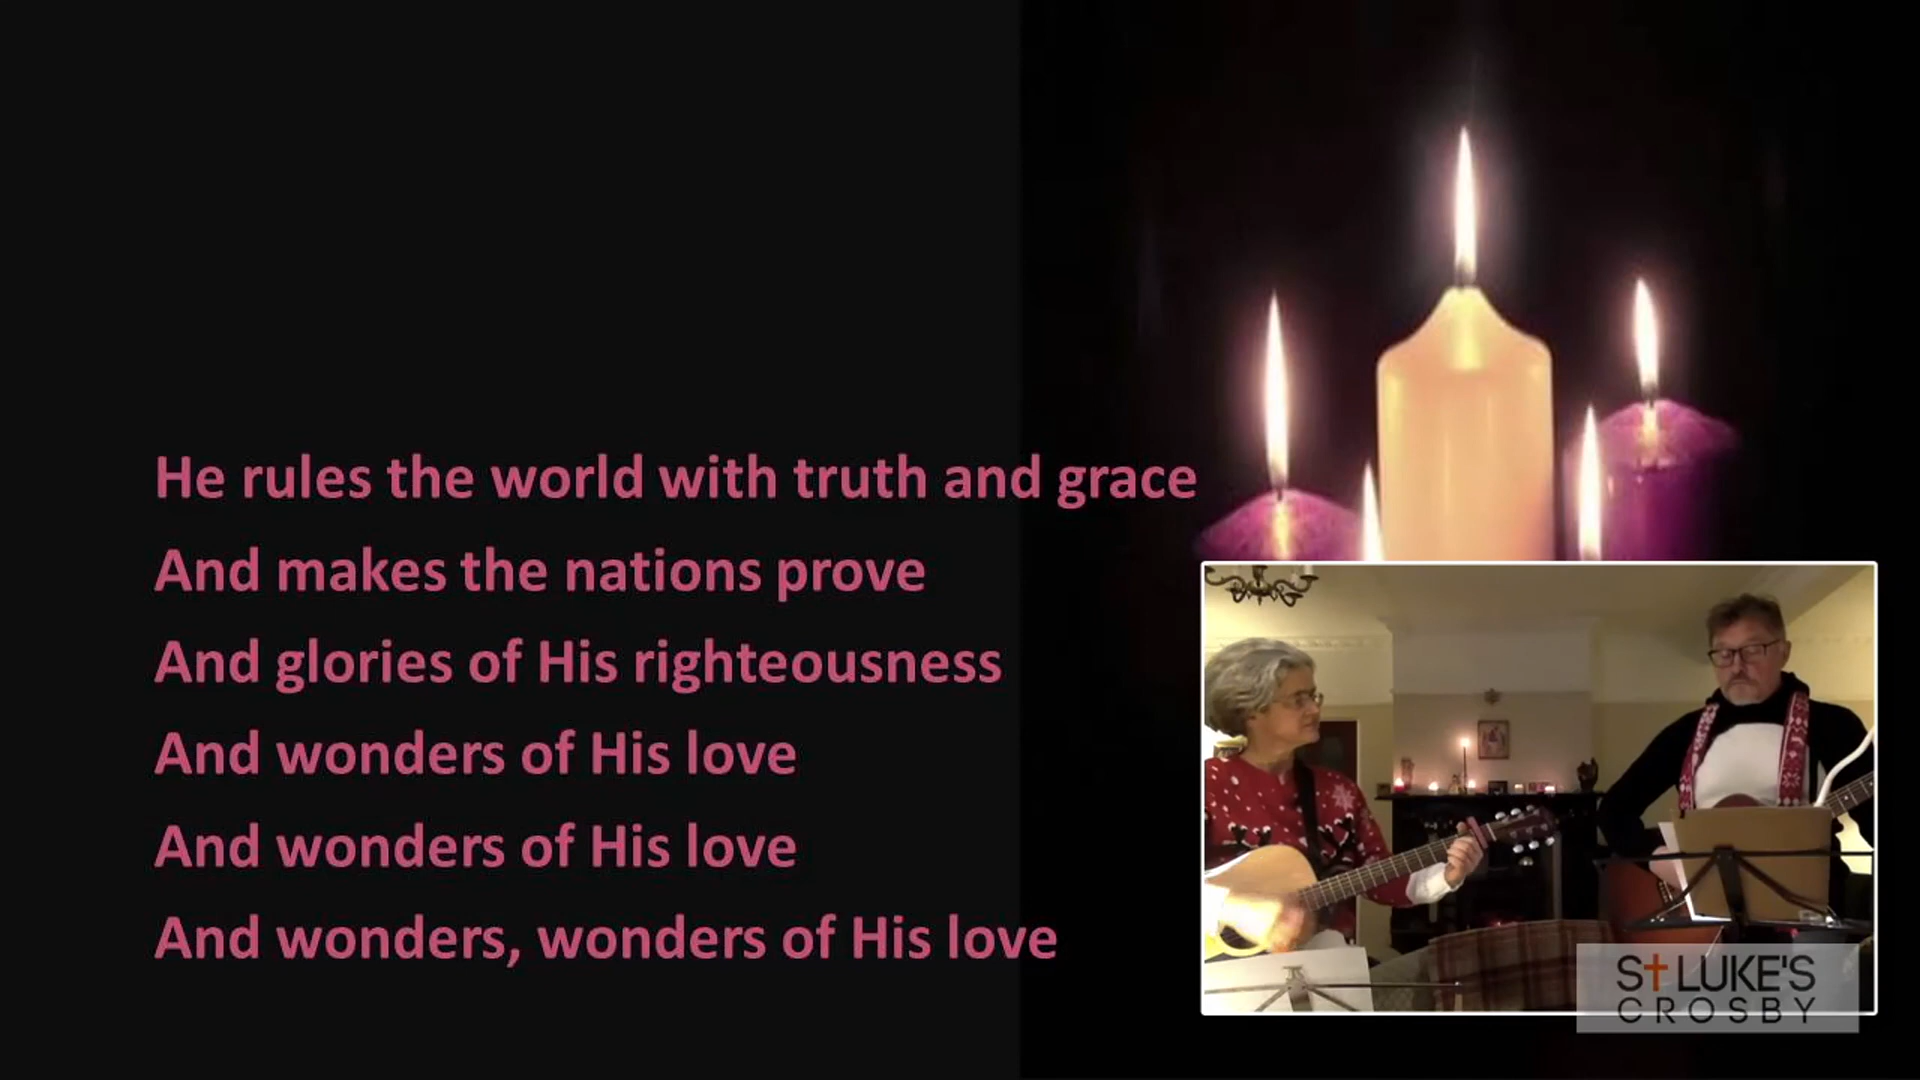 He rules the world with truth and grace
And makes the nations prove
And glories of His righteousness
And wonders of His love
And wonders of His love
And wonders, wonders of His love
St LUKE'S
CROSBY